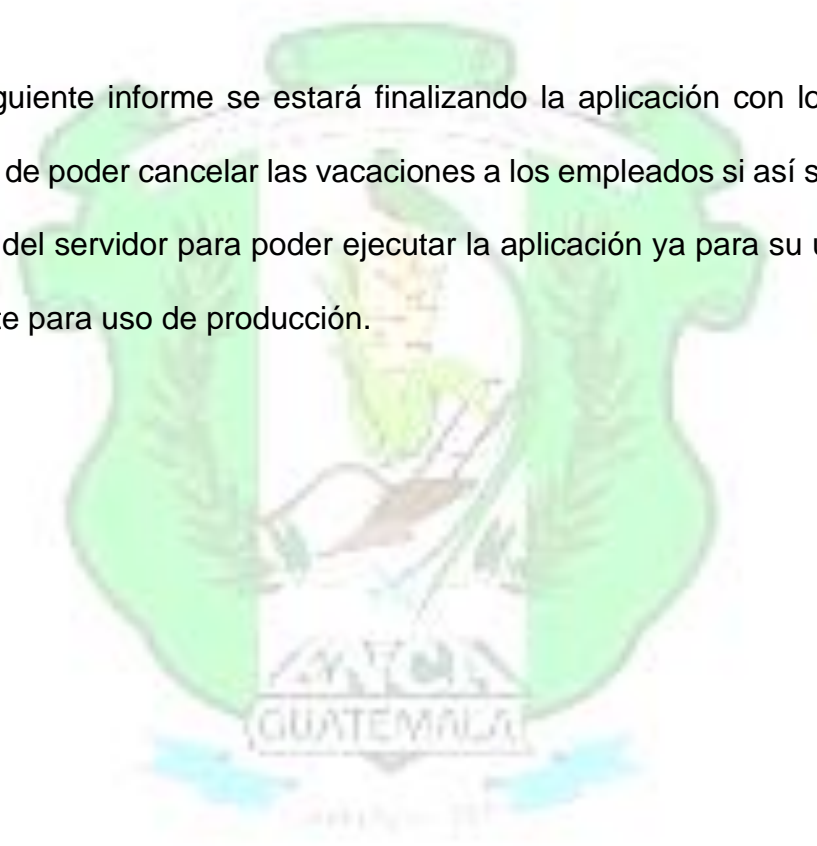 guiente informe se estará finalizando la aplicación con lo
de poder cancelar las vacaciones a los empleados si así s
del servidor para poder ejecutar la aplicación ya para su u
e para uso de producción.
GUATEMALA